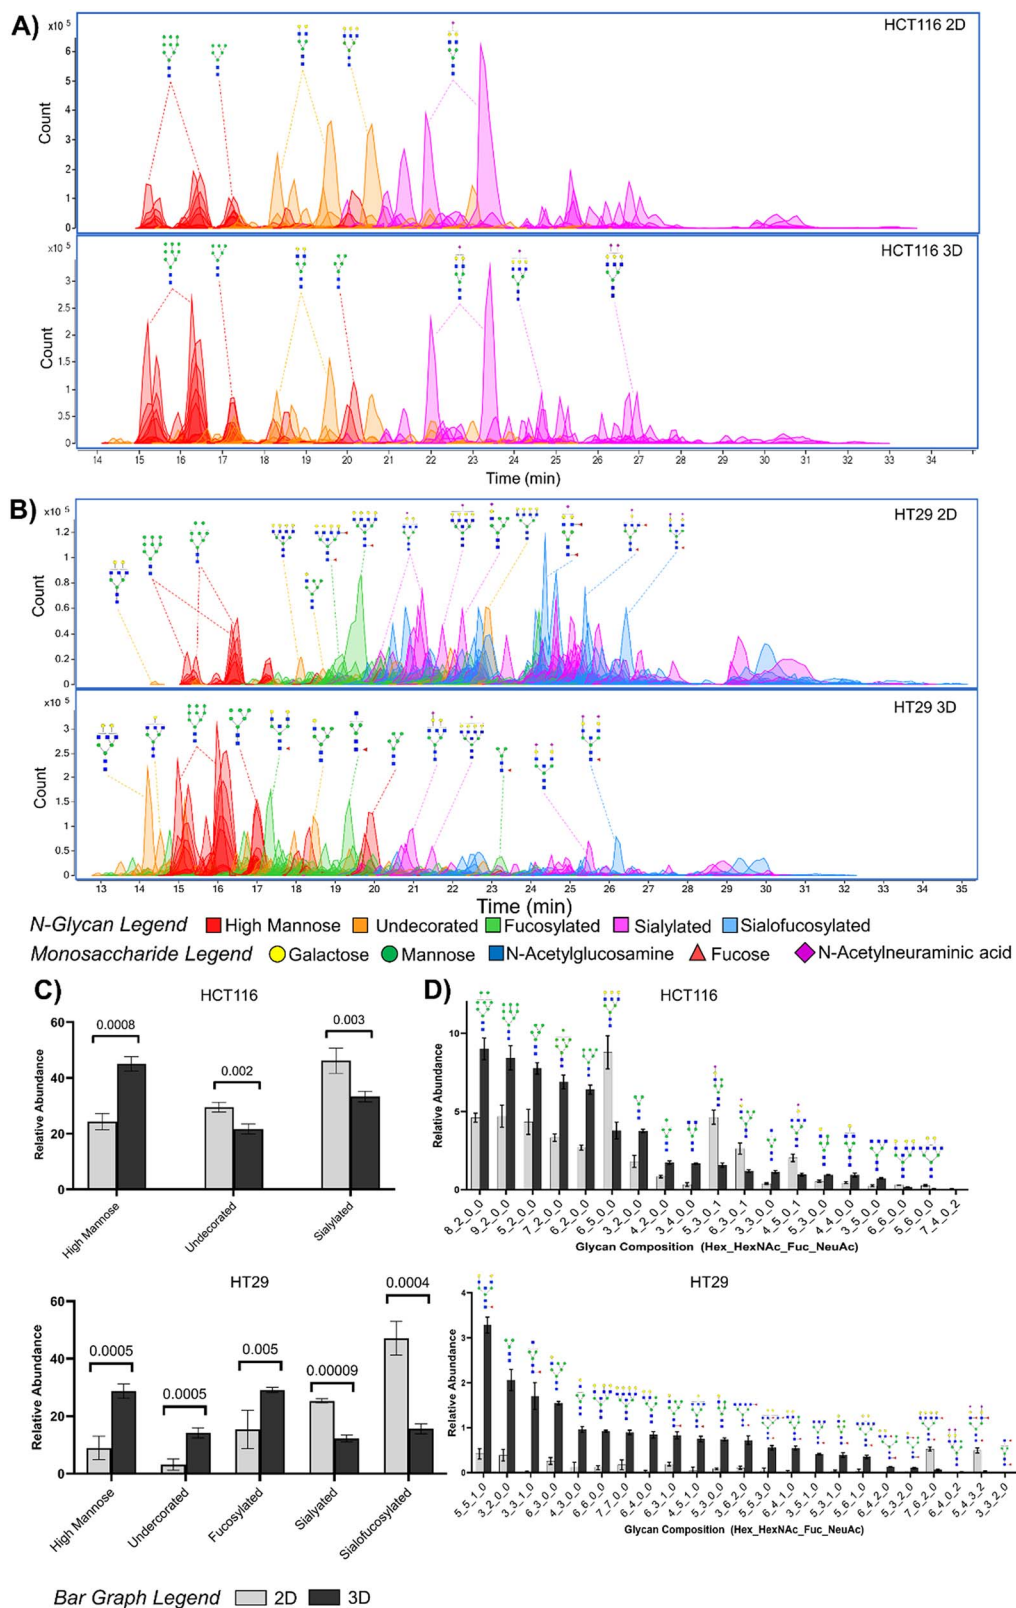 A)
HCT116 2D
x10 5
6
5
4
3
2
1
0
Count
HCT116 3D
x10 5
3
2.5
2
1.5
1
0.5
0
Count
14 15 16 17 18 19 20 21 22 23 24 25 26 27 28 29 30 31 32 33 34
Time (min)
B)
HT29 2D
x10 5
1.2
1
0.8
0.6
0.4
0.2
0
Count
HT29 3D
x10 5
3
2.5
2
1.5
1
0.5
0
Count
13 14 15 16 17 18 19 20 21 22 23 24 25 26 27 28 29 30 31 32 33 34 35
Time (min)
N-Glycan Legend High Mannose Undecorated Fucosylated Sialylated Sialofucosylated
Monosaccharide Legend Galactose Mannose N-Acetylglucosamine Fucose N-Acetylneuraminic acid
C)
HCT116
60
40
20
0
Relative Abundance
0.0008
0.002
0.003
High Mannose
Undecorated
Sialylated
D)
HCT116
10
5
0
Relative Abundance
8_2_0_0 9_2_0_0 5_2_0_0 7_2_0_0 6_2_0_0 6_5_0_0 3_2_0_0 4_2_0_0 3_4_0_0 5_3_0_1 6_3_0_1 3_3_0_0 4_5_0_1 5_3_0_0 4_4_0_0 3_5_0_0 6_6_0_0 5_6_0_0 7_4_0_2
Glycan Composition (Hex_HexNAc_Fuc_NeuAc)
HT29
60
40
20
0
Relative Abundance
0.0005
0.0005
0.005
0.00009
0.0004
High Mannose
Undercorated
Fucosylated
Sialyated
Sialofucosylated
HT29
4
3
2
1
0
Relative Abundance
5_5_1_0 3_2_0_0 3_3_1_0 6_3_0_0 4_3_0_0 6_6_0_0 7_7_0_0 6_4_0_0 6_3_1_0 4_5_1_0 5_3_0_0 3_6_2_0 5_5_3_0 4_3_1_0 3_5_1_0 5_3_1_0 5_6_1_0 6_4_2_0 5_3_2_0 7_6_2_0 6_4_0_2 5_4_3_2 3_3_2_0
Glycan Composition (Hex_HexNAc_Fuc_NeuAc)
Bar Graph Legend 2D 3D